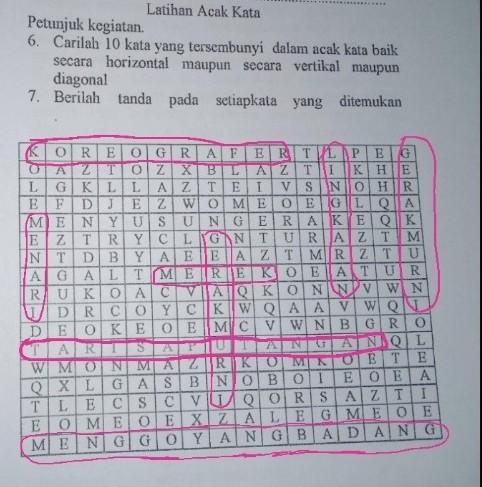 Latihan Acak Kata
Petunjuk kegiatan.
6. Carilah 10 kata yang tersembunyi dalam acak kata baik
secara horizontal maupun secara vertikal maupun
diagonal
7. Berilah tanda pada setiapkata yang ditemukan
K O R E O G R A F E R T L P E G
O A Z T O Z X B L A Z T I K H E
L G K L L A Z T E I V S N O H R
E F D J E Z W O M E O E G L Q A
M E N Y U S U N G E R A K E Q K
E Z T R Y C L G N T U R A Z T M
N T D B Y A E E A Z T M R Z T U
A G A L T M E R E K O E A T U R
R U K O A C V A Q K O N N V W N
I D R C O Y C K W Q A A V W Q I
D E O K E O E M C V W N B G R O
T A R I S A P U T A N G A N Q L
W M O N M A Z R K O M K O E T E
Q X L G A S B N O B O I E O E A
T L E C S C V I Q O R S A Z T I
E O M E O E X Z A L E G M E O E
M E N G G O Y A N G B A D A N G